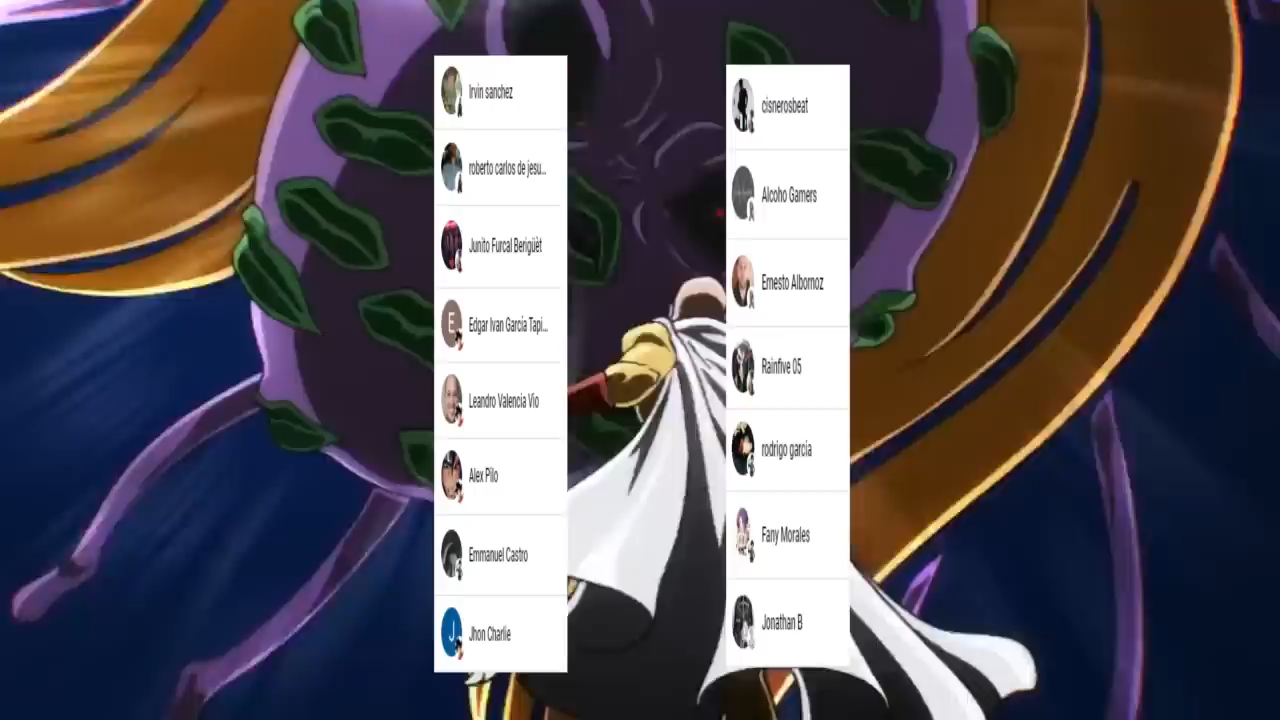 Irvin sanchez
roberto carlos de jesu...
Junito Furcal Berigüèt
E
Edgar Ivan García Tapi...
Leandro Valencia Vio
Alex Pilo
Emmanuel Castro
J
Jhon Charlie
cisnerosbeat
Alcoho Gamers
Ernesto Albornoz
Rainfive 05
rodrigo garcia
Fany Morales
Jonathan B